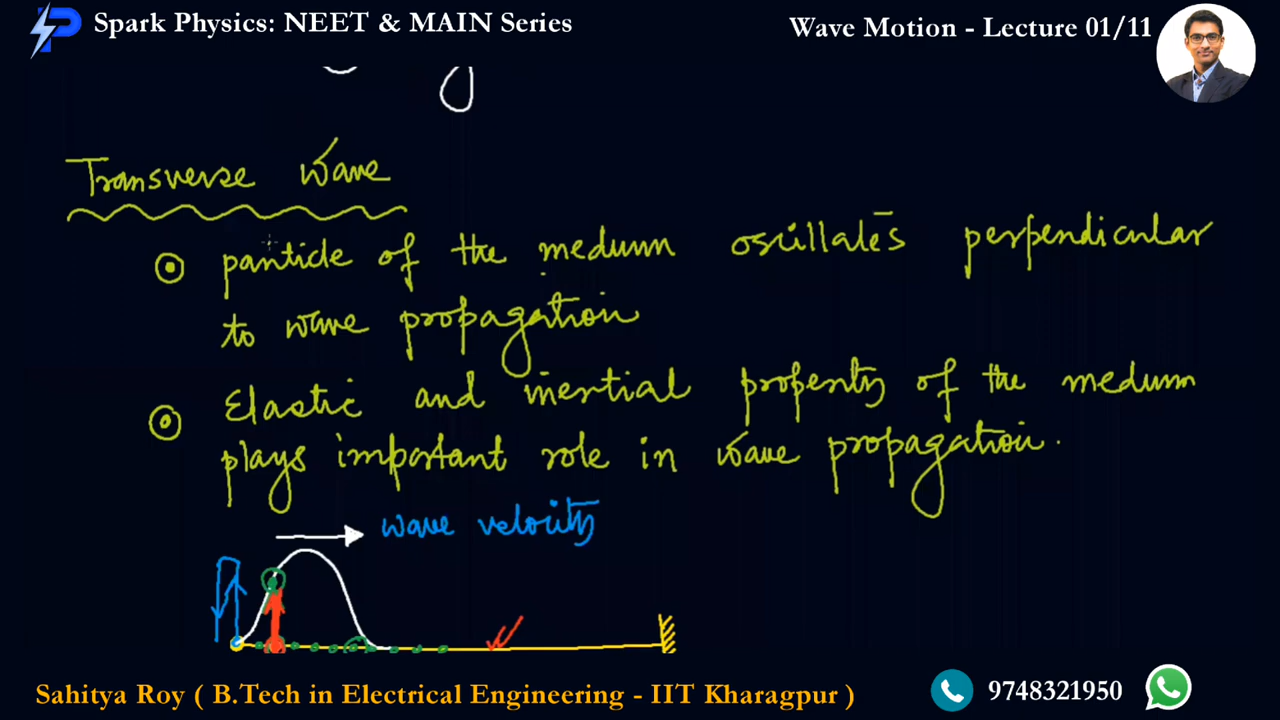 Spark Physics: NEET & MAIN Series
Wave Motion - Lecture 01/11
Transverse wave
particle of the medium oscillates perpendicular
to wave propagation
Elastic and inertial property of the medium
plays important role in wave propagation.
wave velocity
Sahitya Roy ( B.Tech in Electrical Engineering - IIT Kharagpur )
9748321950